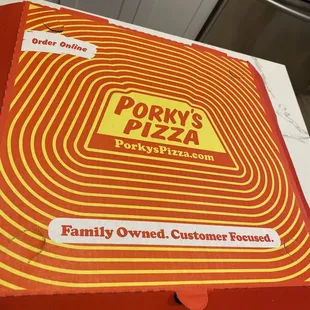 Order Online
PORKY'S
PIZZA
PorkysPizza.com
Family Owned. Customer Focused.